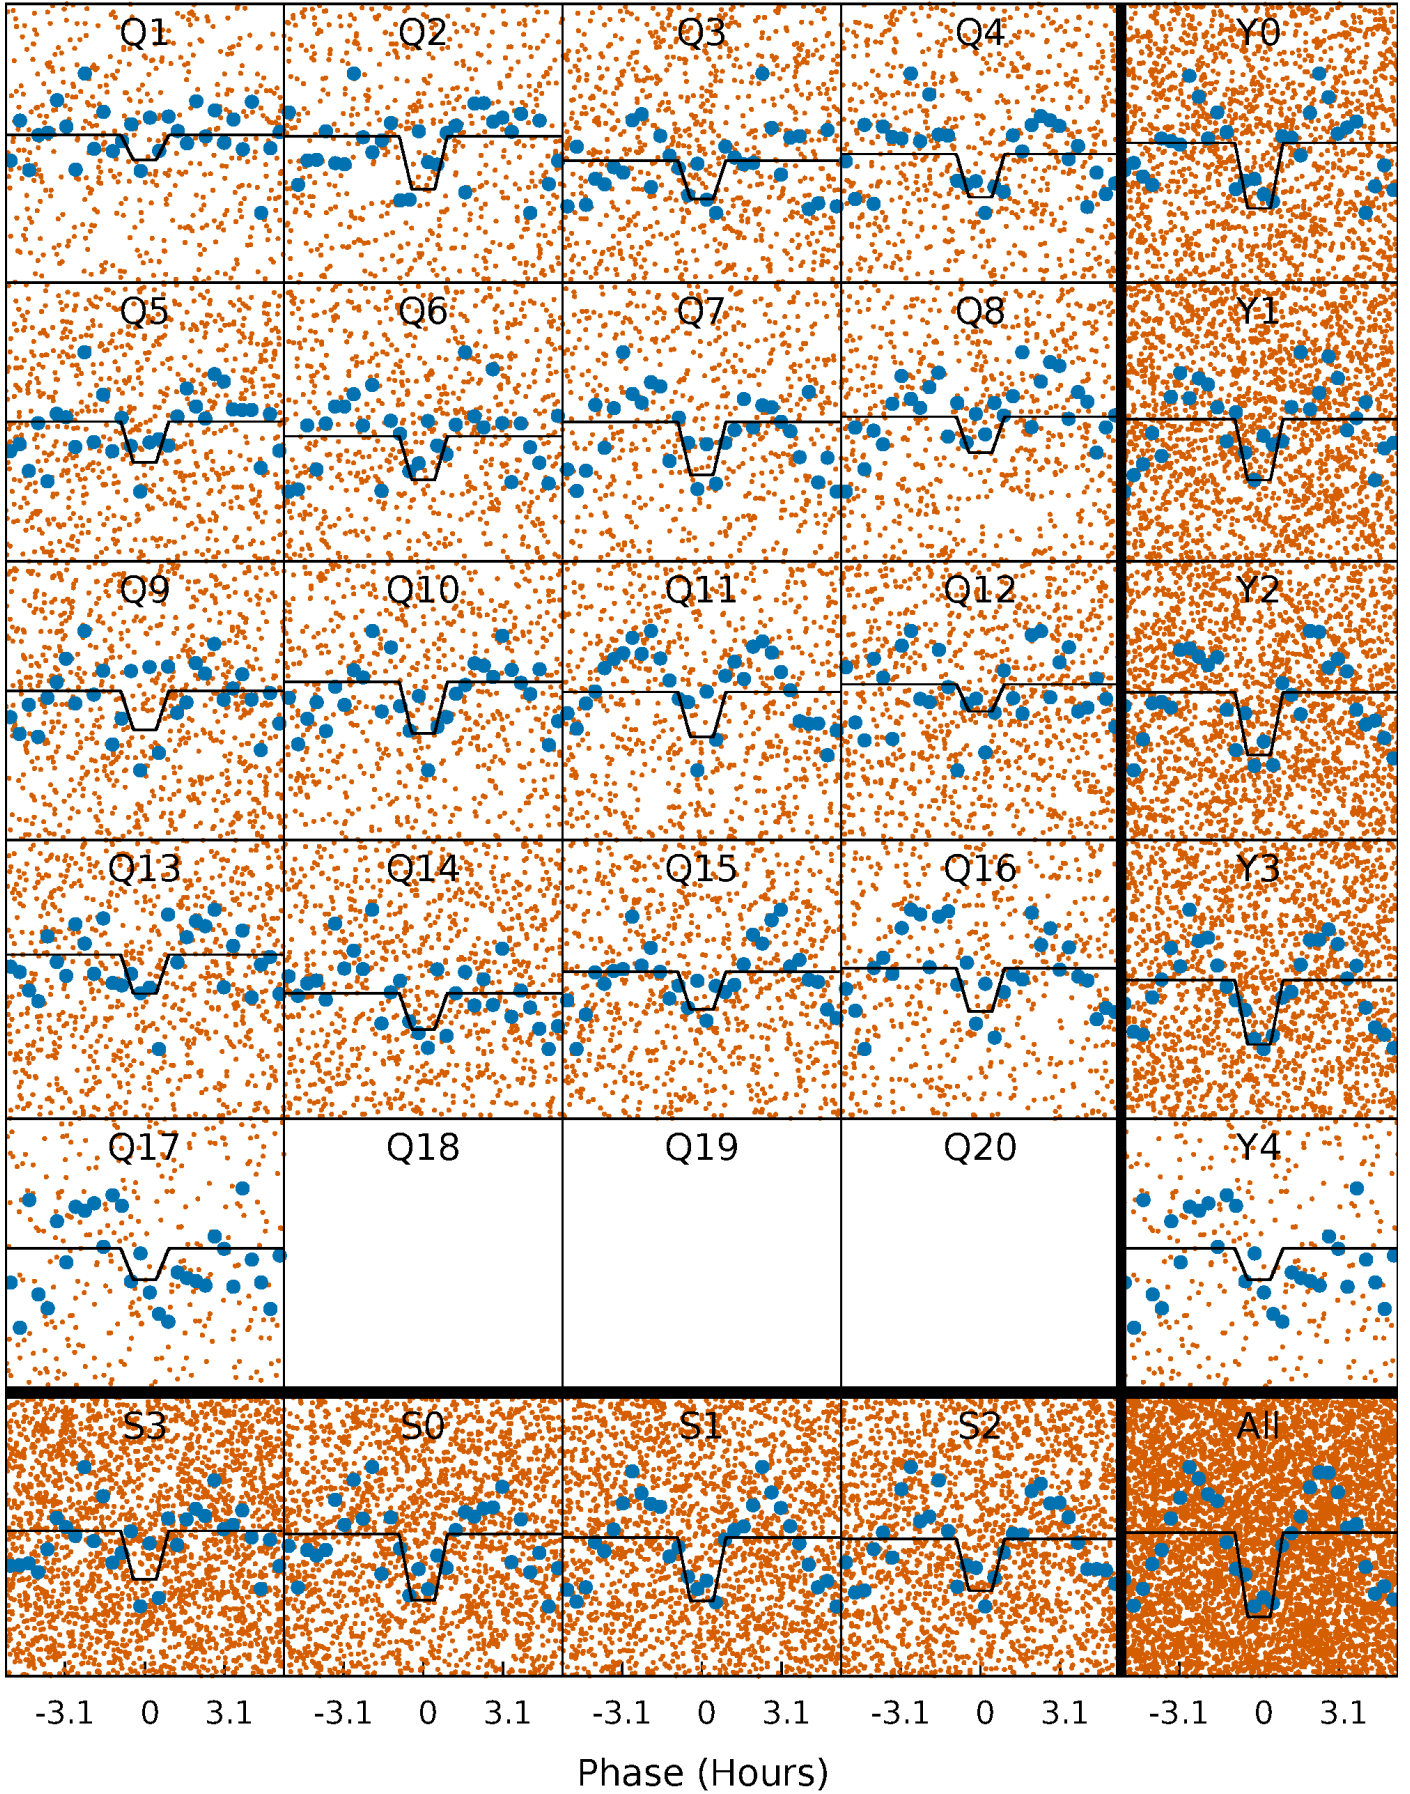 Q1 Q2 Q3 Q4 Y0
Q5 Q6 Q7 Q8 Y1
Q9 Q10 Q11 Q12 Y2
Q13 Q14 Q15 Q16 Y3
Q17 Q18 Q19 Q20 Y4
S3 S0 S1 S2 All
-3.1 0 3.1 -3.1 0 3.1 -3.1 0 3.1 -3.1 0 3.1 -3.1 0 3.1
Phase (Hours)